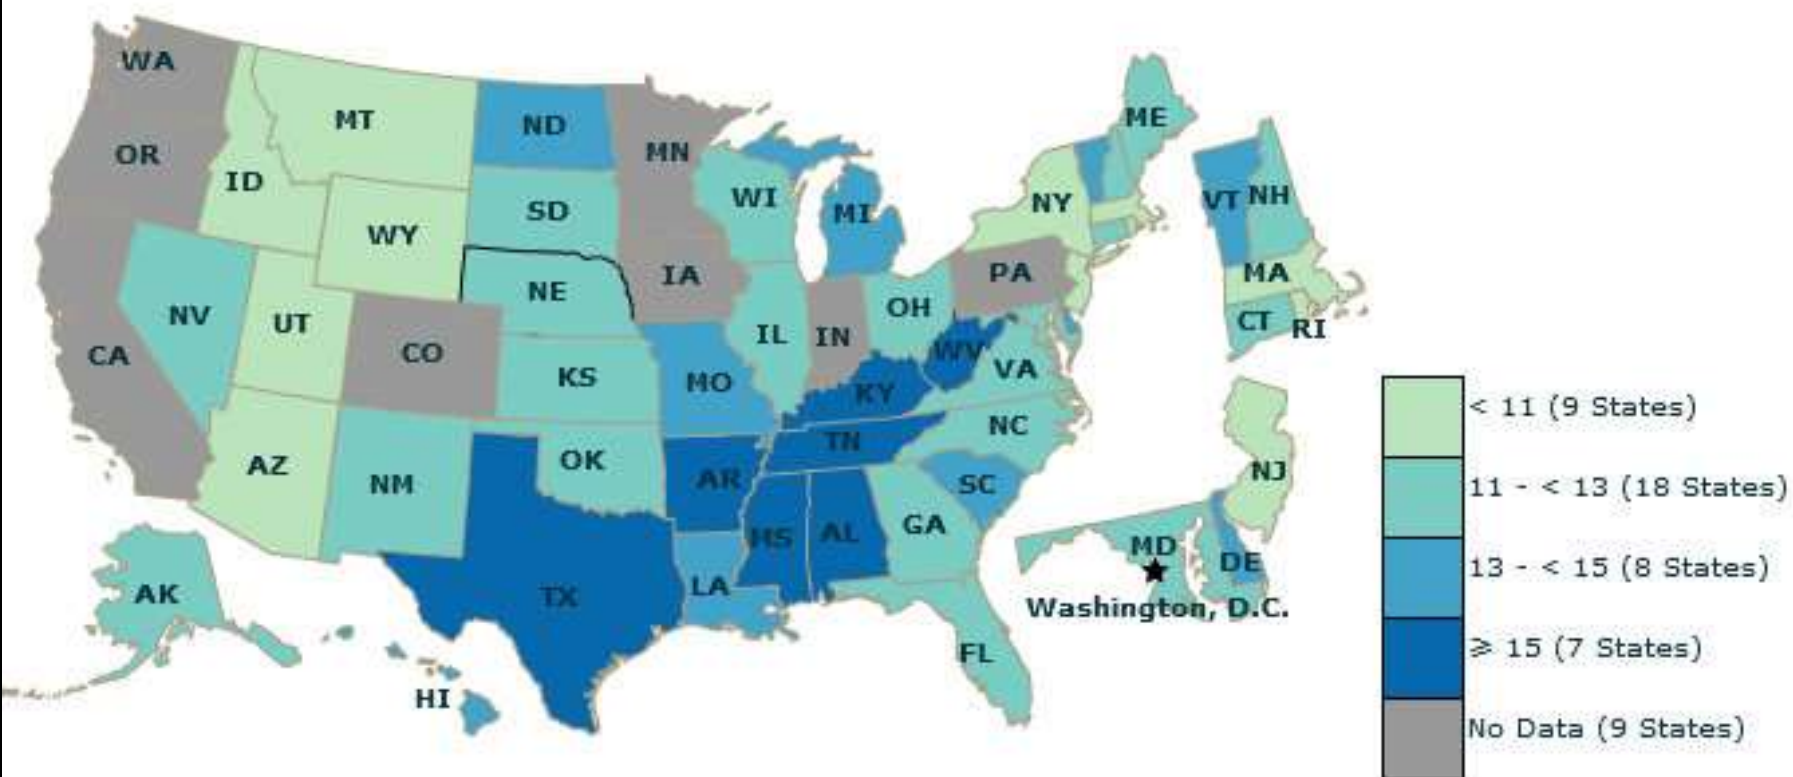 WA
MT
ND
MN
ME
OR
ID
WY
SD
WI
MI
NY
VT
NH
NV
UT
NE
IA
PA
MA
CA
CO
KS
MO
IL
IN
OH
WV
VA
CT
RI
KY
AZ
NM
OK
AR
TN
NC
SC
NJ
MS
AL
GA
MD
DE
AK
TX
LA
FL
HI
Washington, D.C.
< 11 (9 States)
11 - < 13 (18 States)
13 - < 15 (8 States)
⩾ 15 (7 States)
No Data (9 States)